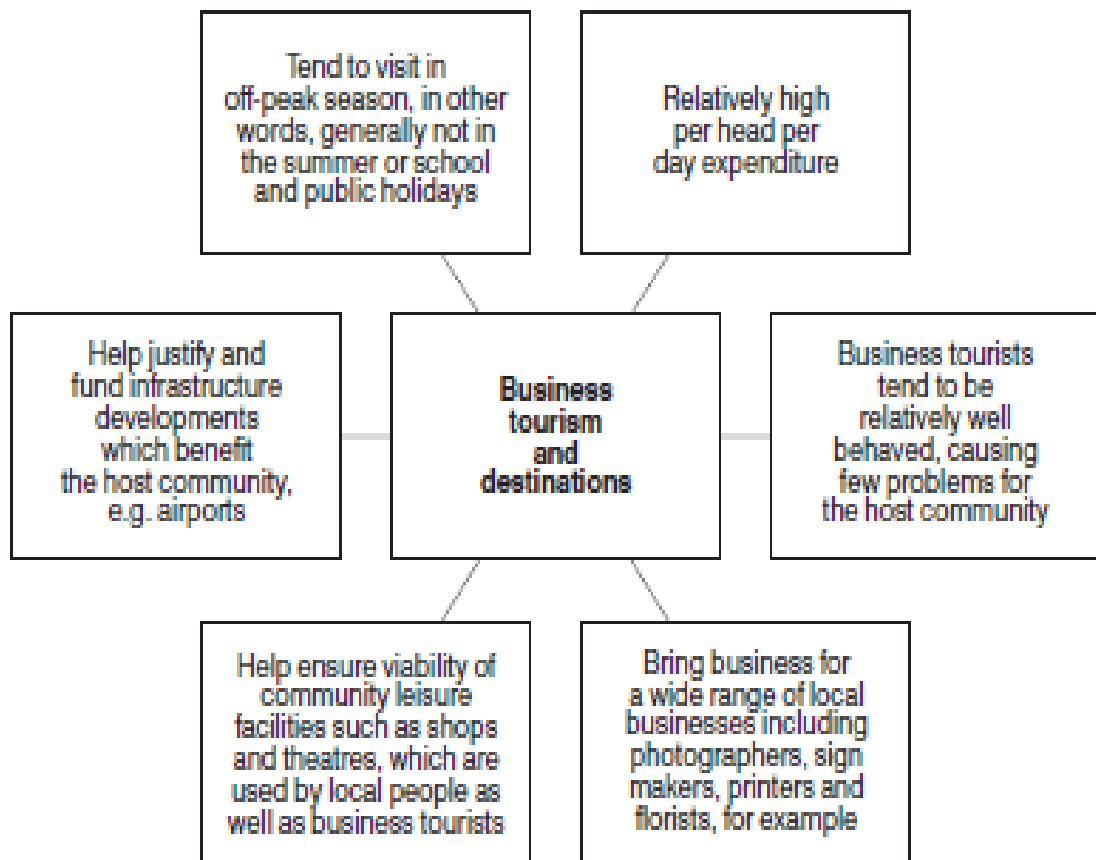 Tend to visit in
off-peak season, in other
words, generally not in
the summer or school
and public holidays
Relatively high
per head per
day expenditure
Help justify and
fund infrastructure
developments
which benefit
the host community,
e.g. airports
Business
tourism
and
destinations
Business tourists
tend to be
relatively well
behaved, causing
few problems for
the host community
Help ensure viability of
community leisure
facilities such as shops
and theatres, which are
used by local people as
well as business tourists
Bring business for
a wide range of local
businesses including
photographers, sign
makers, printers and
florists, for example